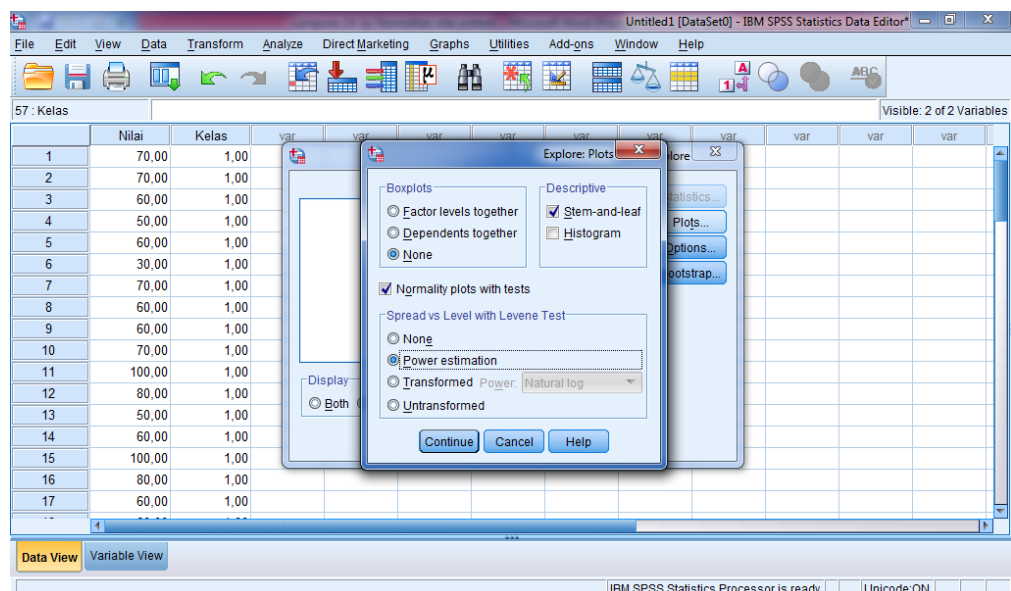 Untitled1 [DataSet0] - IBM SPSS Statistics Data Editor*
File Edit View Data Transform Analyze Direct Marketing Graphs Utilities Add-ons Window Help
57 : Kelas
Visible: 2 of 2 Variables
Nilai Kelas var var var var var var var var var var
1 70,00 1,00
2 70,00 1,00
3 60,00 1,00
4 50,00 1,00
5 60,00 1,00
6 30,00 1,00
7 70,00 1,00
8 60,00 1,00
9 60,00 1,00
10 70,00 1,00
11 100,00 1,00
12 80,00 1,00
13 50,00 1,00
14 60,00 1,00
15 100,00 1,00
16 80,00 1,00
17 60,00 1,00
Explore: Plots
Boxplots
Factor levels together
Dependents together
None
Descriptive
Stem-and-leaf
Histogram
Normality plots with tests
Spread vs Level with Levene Test
None
Power estimation
Transformed Power: Natural log
Untransformed
Continue Cancel Help
Plots...
Display
Both
Data View Variable View
IBM SPSS Statistics Processor is ready
Unicode:ON